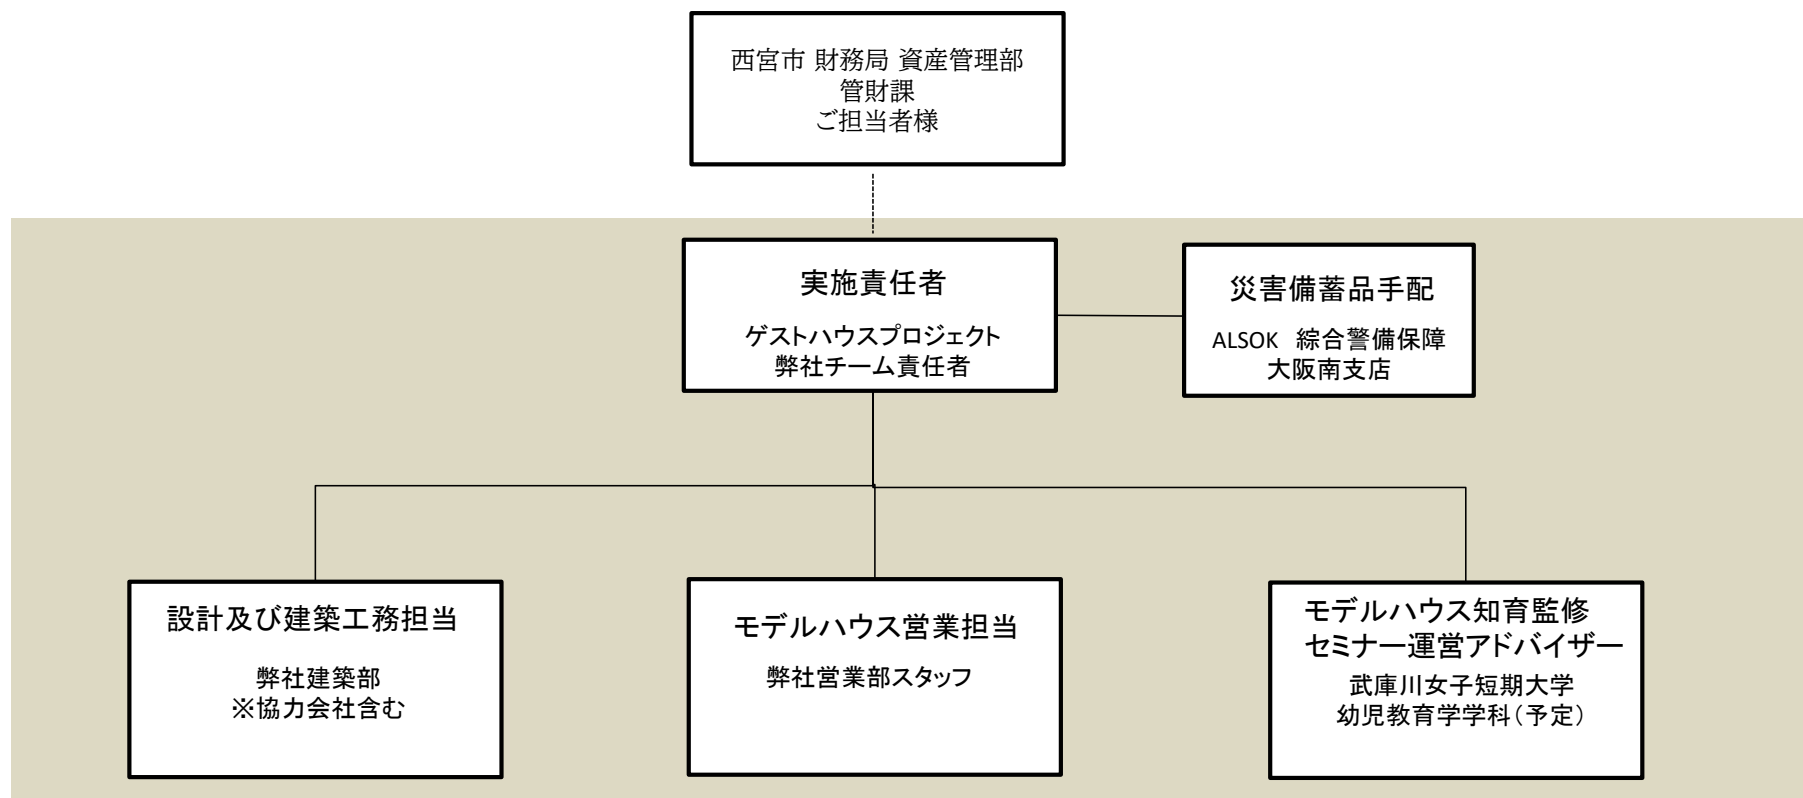 西宮市 財務局 資産管理部
管財課
ご担当者様
実施責任者
ゲストハウスプロジェクト
弊社チーム責任者
災害備蓄品手配
ALSOK　綜合警備保障
大阪南支店
設計及び建築工務担当
弊社建築部
※協力会社含む
モデルハウス営業担当
弊社営業部スタッフ
モデルハウス知育監修
セミナー運営アドバイザー
武庫川女子短期大学
幼児教育学学科（予定）